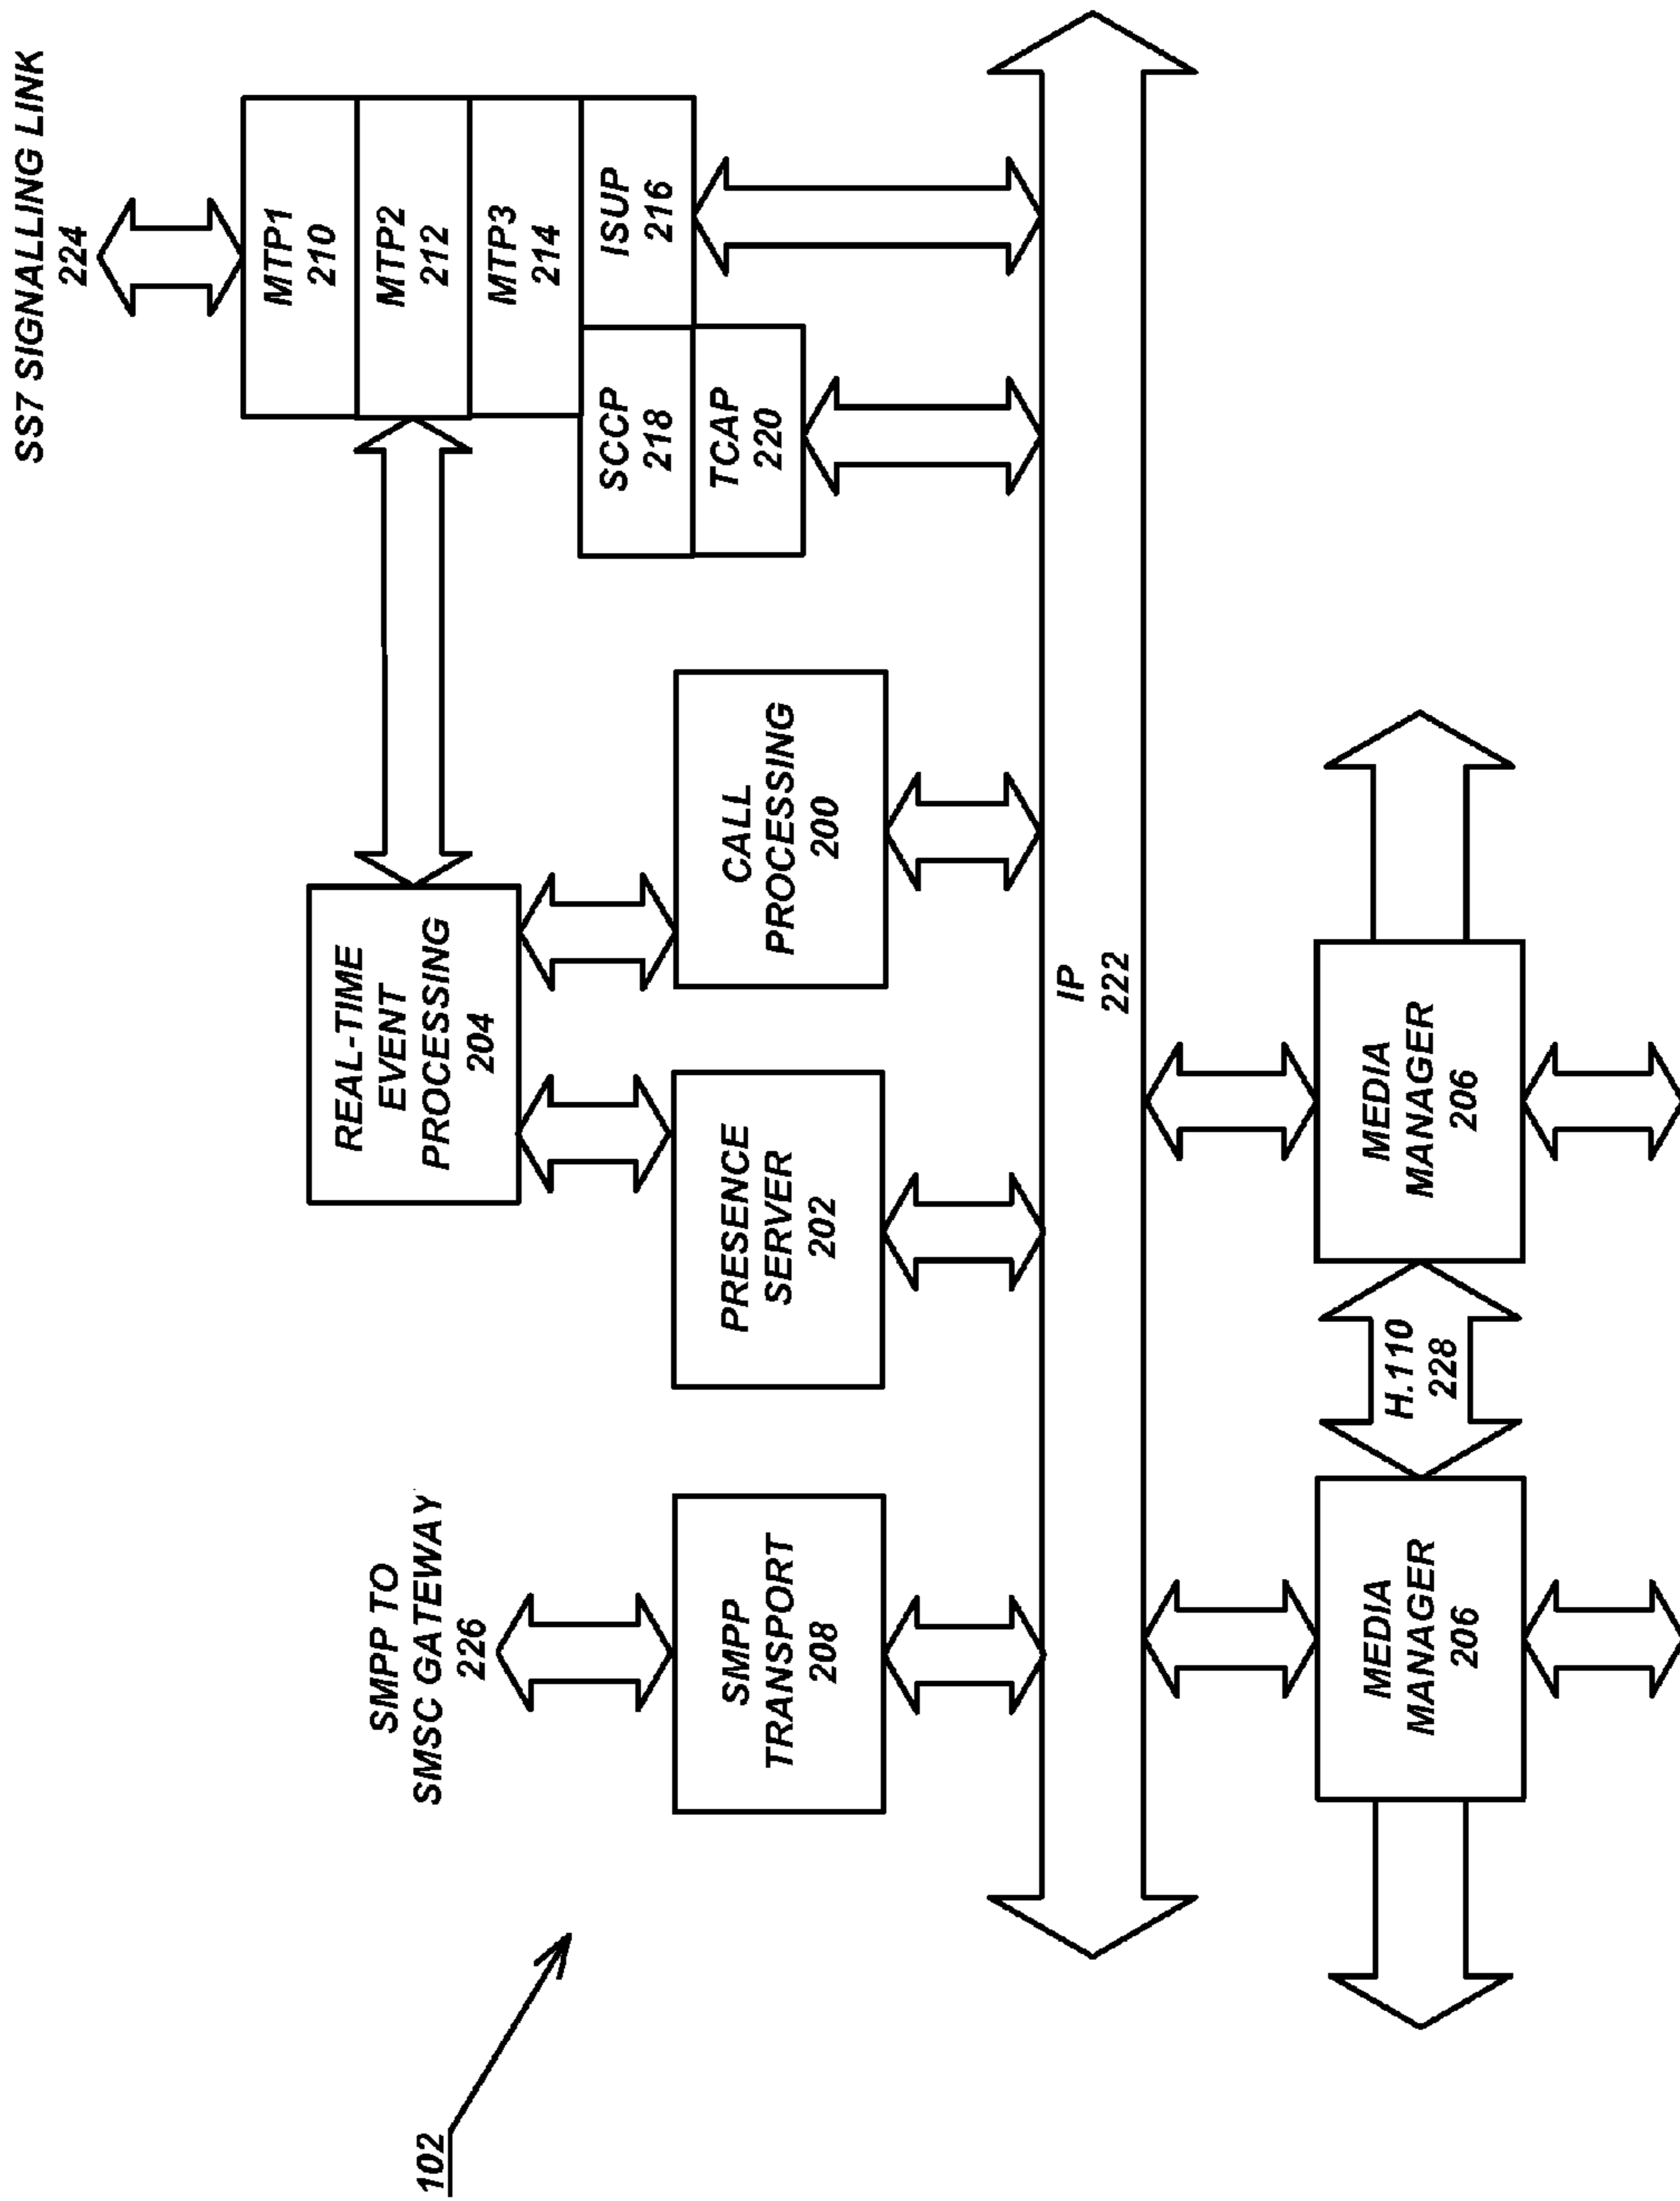 SS7 SIGNALLING LINK
224
MTP1
210
MTP2
212
MTP3
214
ISUP
216
SCCP
218
TCAP
220
REAL-TIME
EVENT
PROCESSING
204
CALL
PROCESSING
200
PRESENCE
SERVER
202
SMPP TO
SMSC GATEWAY
226
SMPP
TRANSPORT
208
IP
222
MEDIA
MANAGER
206
H.110
228
MEDIA
MANAGER
206
102